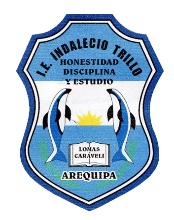 I.E. INDALECIO TRILLO
HONESTIDAD
DISCIPLINA
Y ESTUDIO
LOMAS
CARAVELI
AREQUIPA